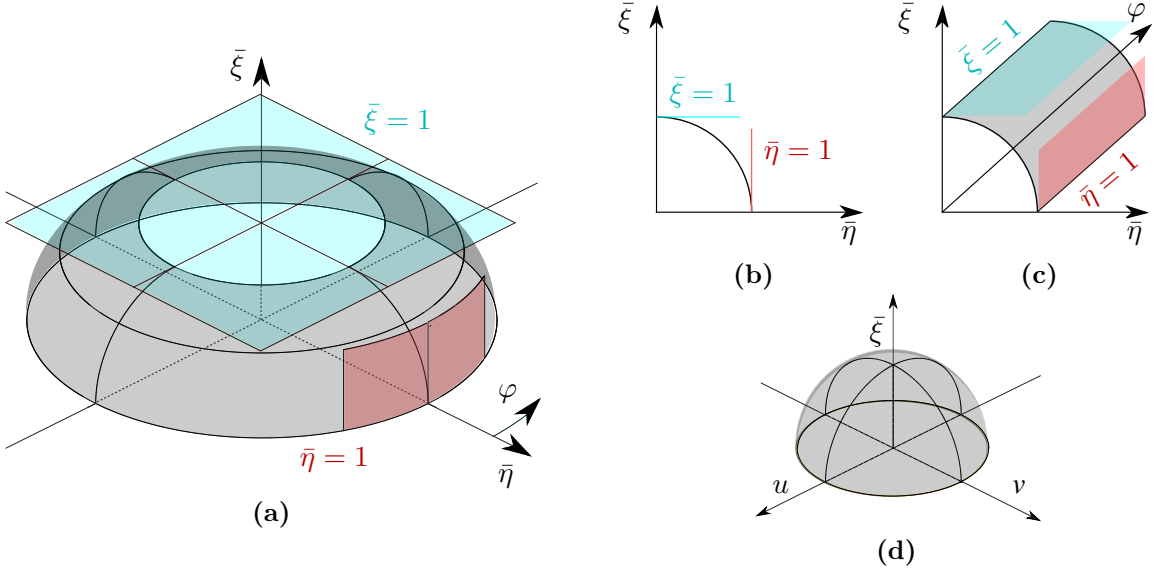 ξ̄
ξ̄ = 1
φ
η̄ = 1
η̄
(a)
ξ̄
ξ̄ = 1
η̄ = 1
η̄
(b)
ξ̄
φ
ξ̄ = 1
η̄ = 1
η̄
(c)
ξ̄
u
v
(d)